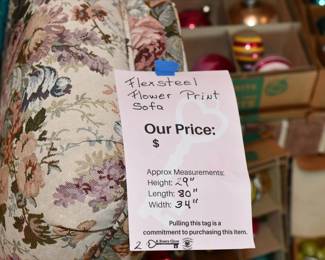 Flexsteel
Flower Print
Sofa
Our Price:
$
Approx Measurements:
Height: 29"
Length: 80"
Width: 34"
Pulling this tag is a
commitment to purchasing this item.
2